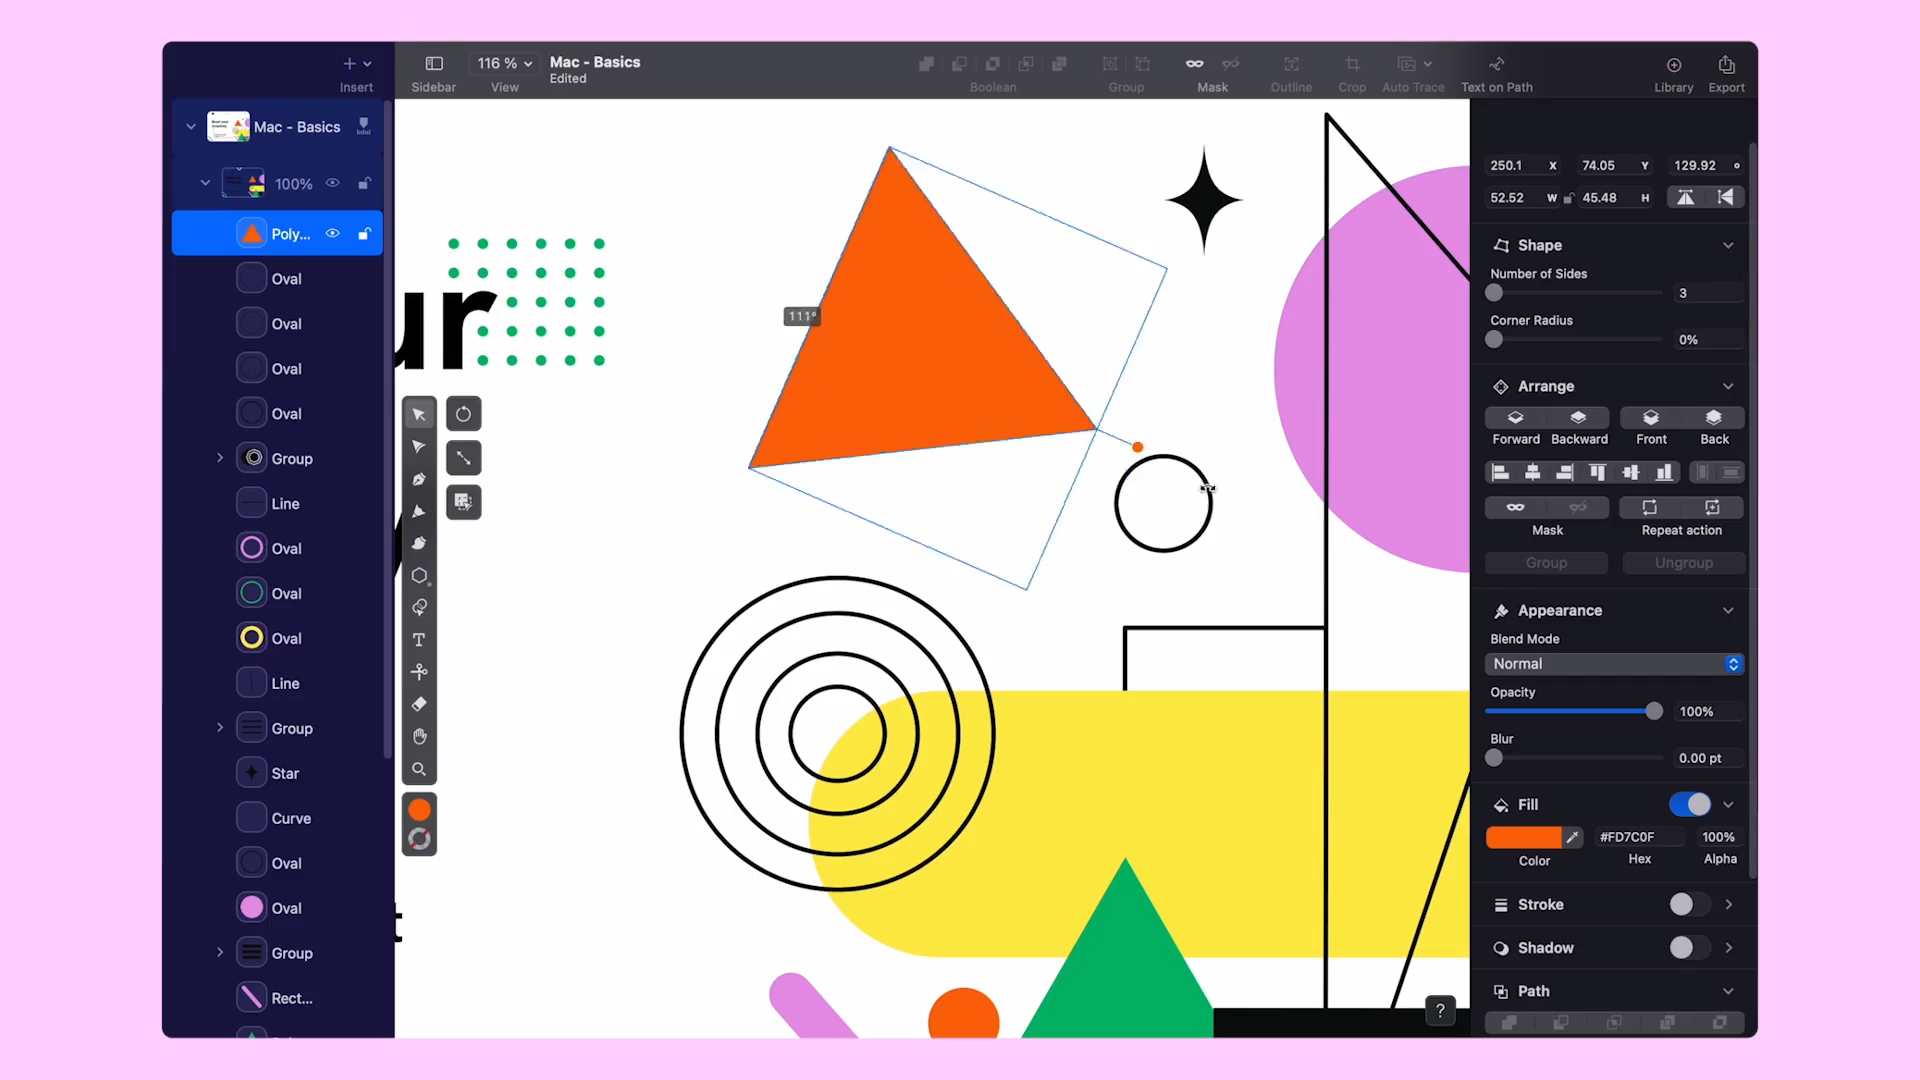 Insert
Sidebar
116 %
View
Mac - Basics
Edited
Boolean
Group
Mask
Outline
Crop
Auto Trace
Text on Path
Library
Export
Mac - Basics
100%
Poly...
Oval
Oval
Oval
Oval
Group
Line
Oval
Oval
Oval
Line
Group
Star
Curve
Oval
Oval
Group
Rect...
ur
111°
t
?
250.1 X 74.05 Y 129.92 °
52.52 W 45.48 H
Shape
Number of Sides
3
Corner Radius
0%
Arrange
Forward Backward Front Back
Mask Repeat action
Group Ungroup
Appearance
Blend Mode
Normal
Opacity
100%
Blur
0.00 pt
Fill
#FD7C0F 100%
Color Hex Alpha
Stroke
Shadow
Path